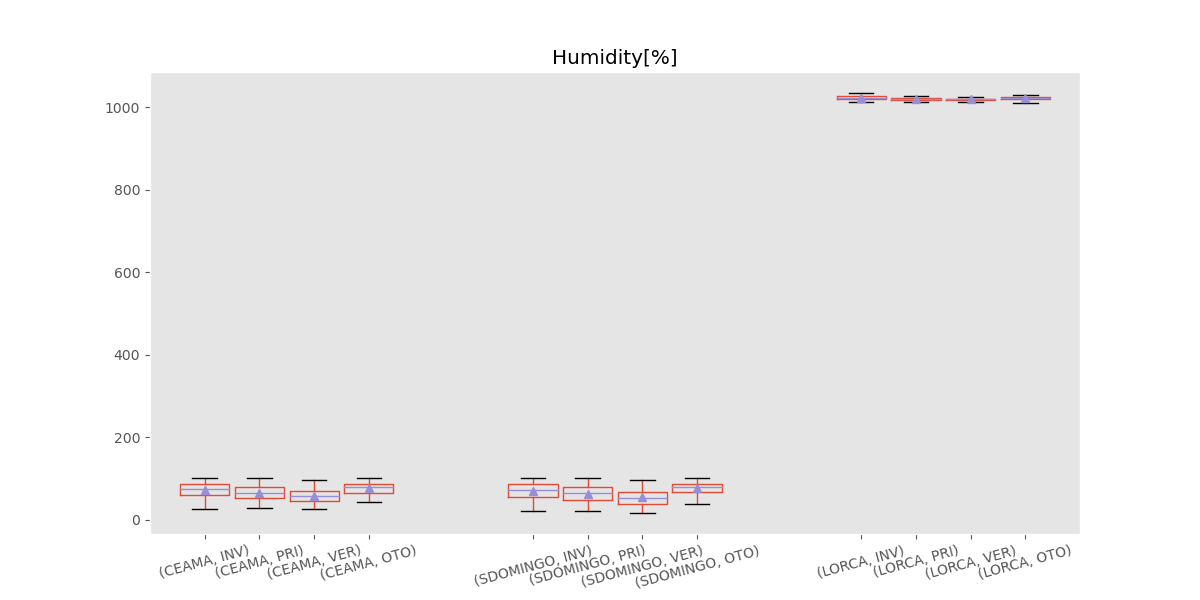 Humidity[%]
1000
800
600
400
200
0
(CEAMA, INV)
(CEAMA, PRI)
(CEAMA, VER)
(CEAMA, OTO)
(SDOMINGO, INV)
(SDOMINGO, PRI)
(SDOMINGO, VER)
(SDOMINGO, OTO)
(LORCA, INV)
(LORCA, PRI)
(LORCA, VER)
(LORCA, OTO)